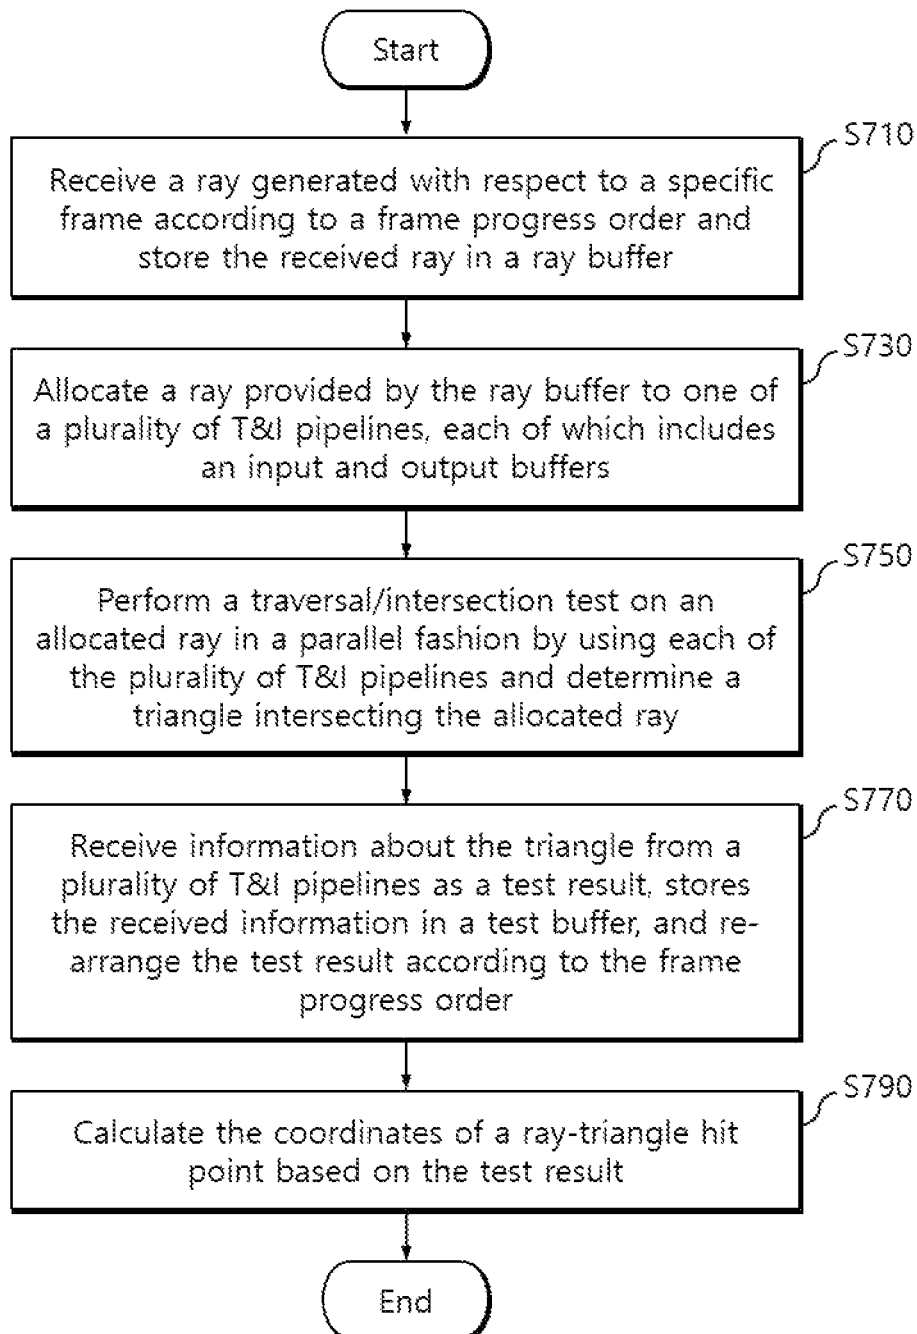 Start
S710
Receive a ray generated with respect to a specific
frame according to a frame progress order and
store the received ray in a ray buffer
S730
Allocate a ray provided by the ray buffer to one of
a plurality of T&I pipelines, each of which includes
an input and output buffers
S750
Perform a traversal/intersection test on an
allocated ray in a parallel fashion by using each of
the plurality of T&I pipelines and determine a
triangle intersecting the allocated ray
S770
Receive information about the triangle from a
plurality of T&I pipelines as a test result, stores
the received information in a test buffer, and re-
arrange the test result according to the frame
progress order
S790
Calculate the coordinates of a ray-triangle hit
point based on the test result
End